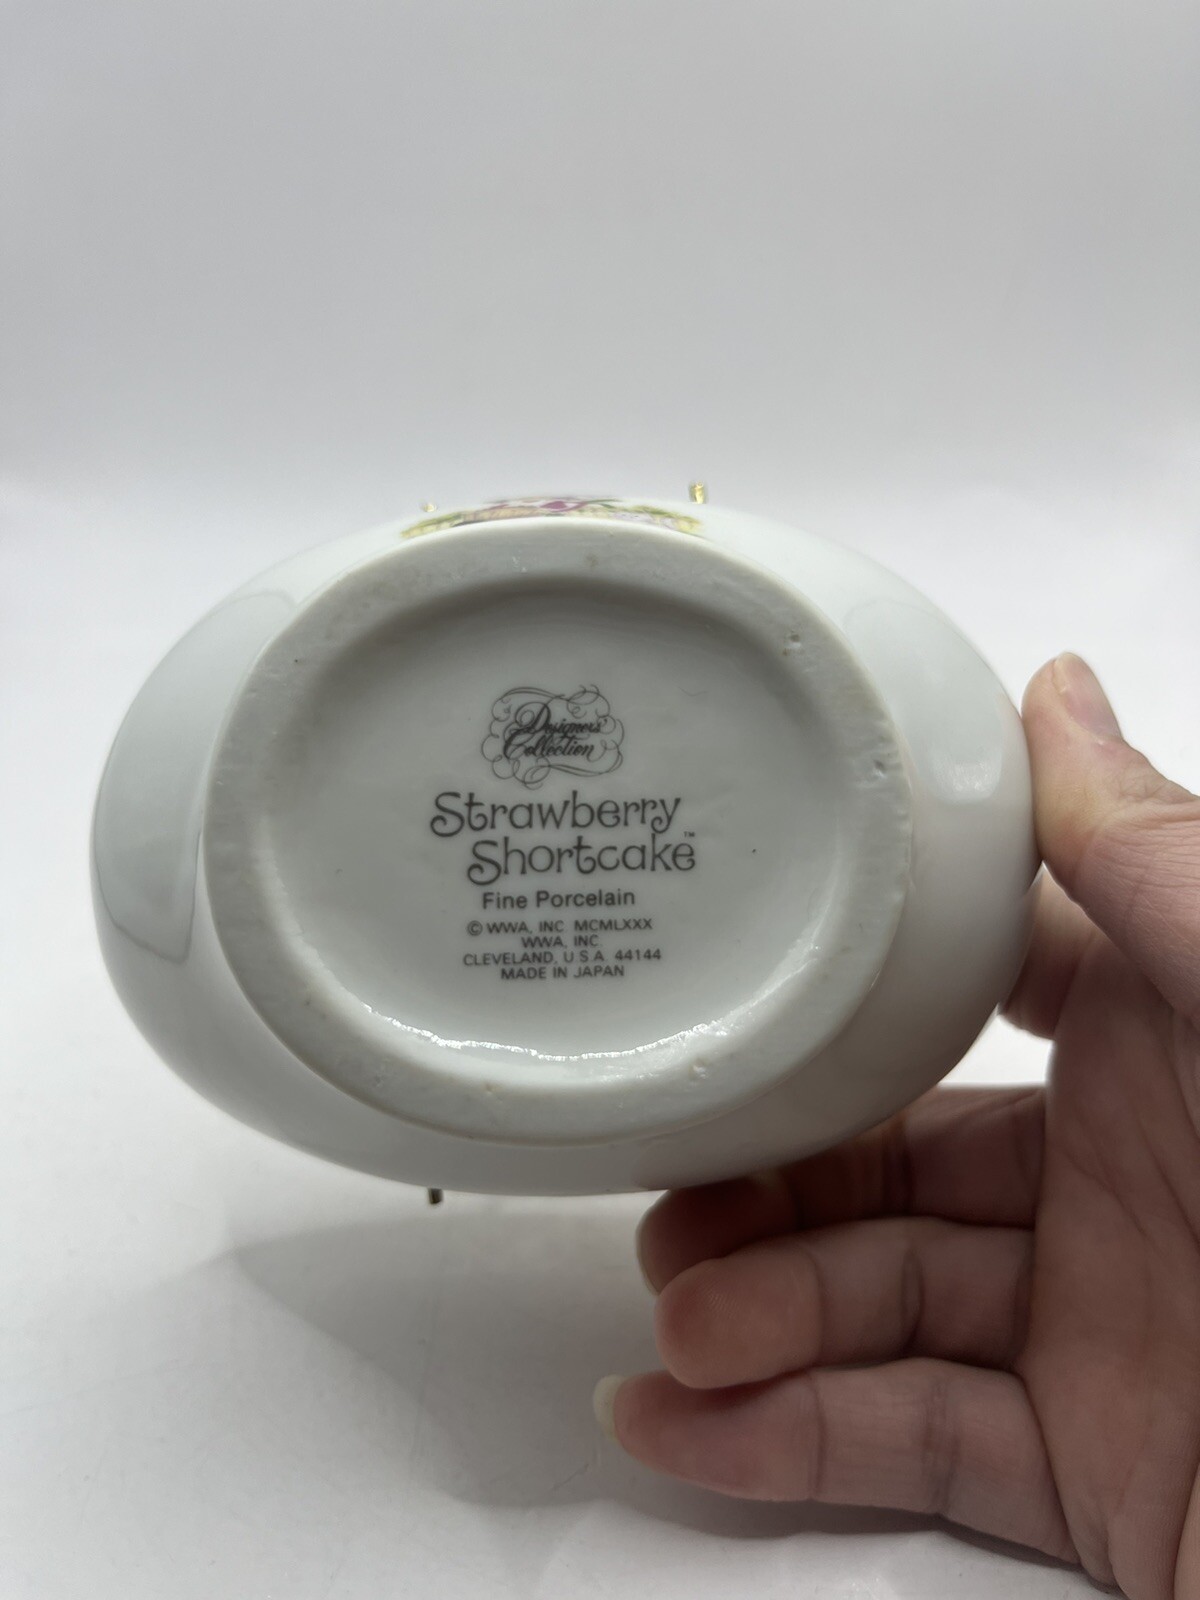 Designers'
Collection
Strawberry
Shortcake™
Fine Porcelain
© WWA, INC MCMLXXX
WWA, INC.
CLEVELAND, U.S.A. 44144
MADE IN JAPAN